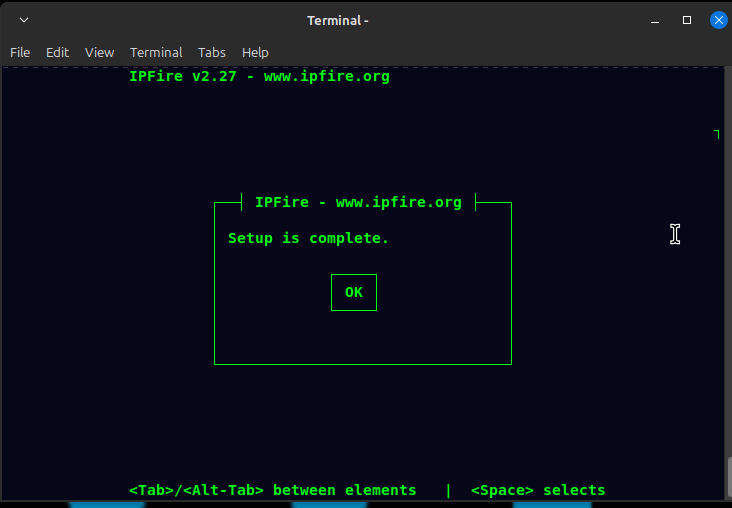 Terminal -
File Edit View Terminal Tabs Help
IPFire v2.27 - www.ipfire.org
IPFire - www.ipfire.org
Setup is complete.
OK
<Tab>/<Alt-Tab> between elements | <Space> selects